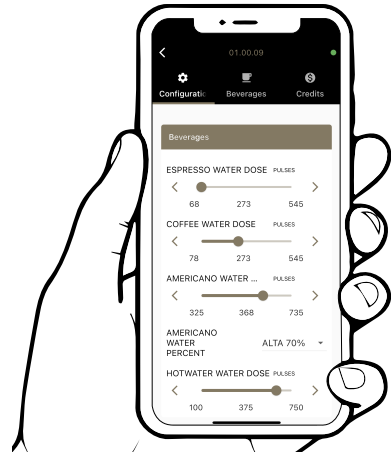 01.00.09
Configuratic Beverages Credits
Beverages
ESPRESSO WATER DOSE PULSES
68 273 545
COFFEE WATER DOSE PULSES
78 273 545
AMERICANO WATER ... PULSES
325 368 735
AMERICANO
WATER
PERCENT
ALTA 70%
HOTWATER WATER DOSE PULSES
100 375 750